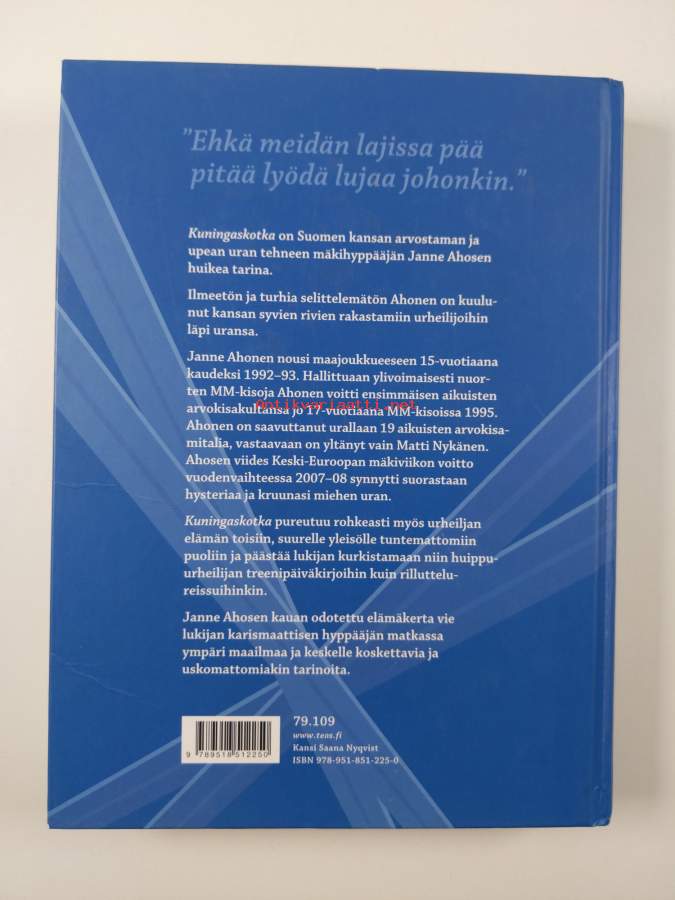 "Ehkä meidän lajissa pää
pitää lyödä lujaa johonkin."
Kuningaskotka on Suomen kansan arvostaman ja
upean uran tehneen mäkihyppääjän Janne Ahosen
huikea tarina.
Ilmeetön ja turhia selittelemätön Ahonen on kuulu-
nut kansan syvien rivien rakastamiin urheilijoihin
läpi uransa.
Janne Ahonen nousi maajoukkueeseen 15-vuotiaana
kaudeksi 1992–93. Hallittuaan ylivoimaisesti nuor-
ten MM-kisoja Ahonen voitti ensimmäisen aikuisten
Antikvariaatti.net
arvokisakultansa jo 17-vuotiaana MM-kisoissa 1995.
Ahonen on saavuttanut urallaan 19 aikuisten arvokisa-
mitalia, vastaavaan on yltänyt vain Matti Nykänen.
Ahosen viides Keski-Euroopan mäkiviikon voitto
vuodenvaihteessa 2007–08 synnytti suorastaan
hysteriaa ja kruunasi miehen uran.
Kuningaskotka pureutuu rohkeasti myös urheiljan
elämän toisiin, suurelle yleisölle tuntemattomiin
puoliin ja päästää lukijan kurkistamaan niin huippu-
urheilijan treenipäiväkirjoihin kuin rilluttelu-
reissuihinkin.
Janne Ahosen kauan odotettu elämäkerta vie
lukijan karismaattisen hyppääjän matkassa
ympäri maailmaa ja keskelle koskettavia ja
uskomattomiakin tarinoita.
79.109
www.teos.fi
Kansi Saana Nyqvist
ISBN 978-951-851-225-0
9 789518 512250